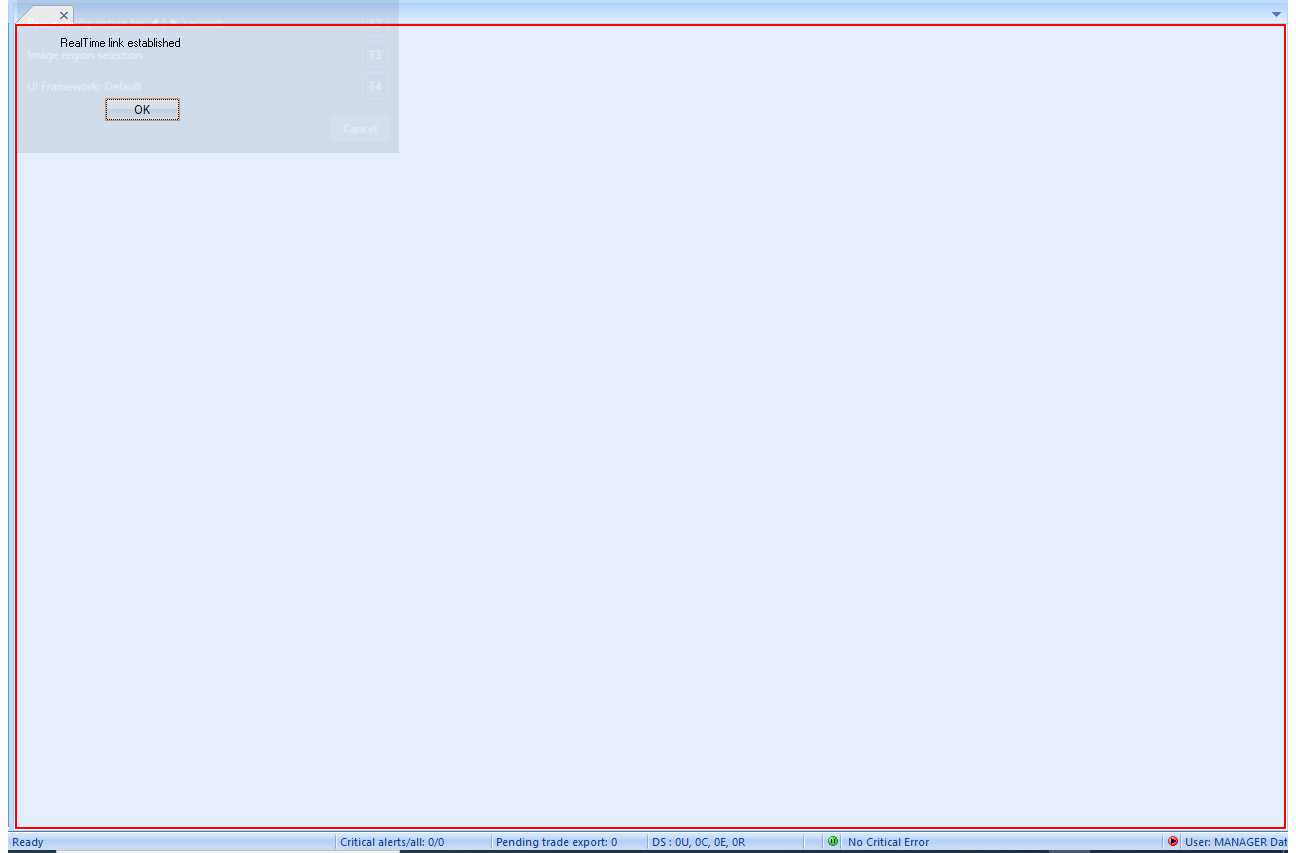 RealTime link established
Image region selection
F3
UI Framework: Default
F4
OK
Cancel
Ready
Critical alerts/all: 0/0
Pending trade export: 0
DS : 0U, 0C, 0E, 0R
No Critical Error
User: MANAGER Dat